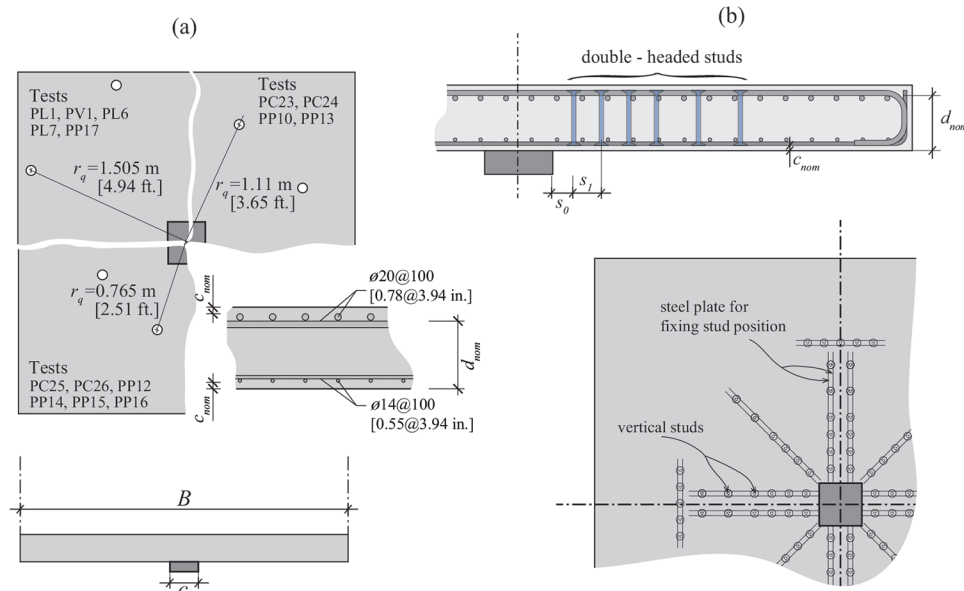 (a)
Tests
PL1, PV1, PL6
PL7, PP17
Tests
PC23, PC24
PP10, PP13
r_q=1.505 m
[4.94 ft.]
r_q=1.11 m
[3.65 ft.]
r_q=0.765 m
[2.51 ft.]
Tests
PC25, PC26, PP12
PP14, PP15, PP16
c_nom
ø20@100
[0.78@3.94 in.]
d_nom
c_nom
ø14@100
[0.55@3.94 in.]
B
(b)
double - headed studs
d_nom
c_nom
s_0
s_1
steel plate for
fixing stud position
vertical studs